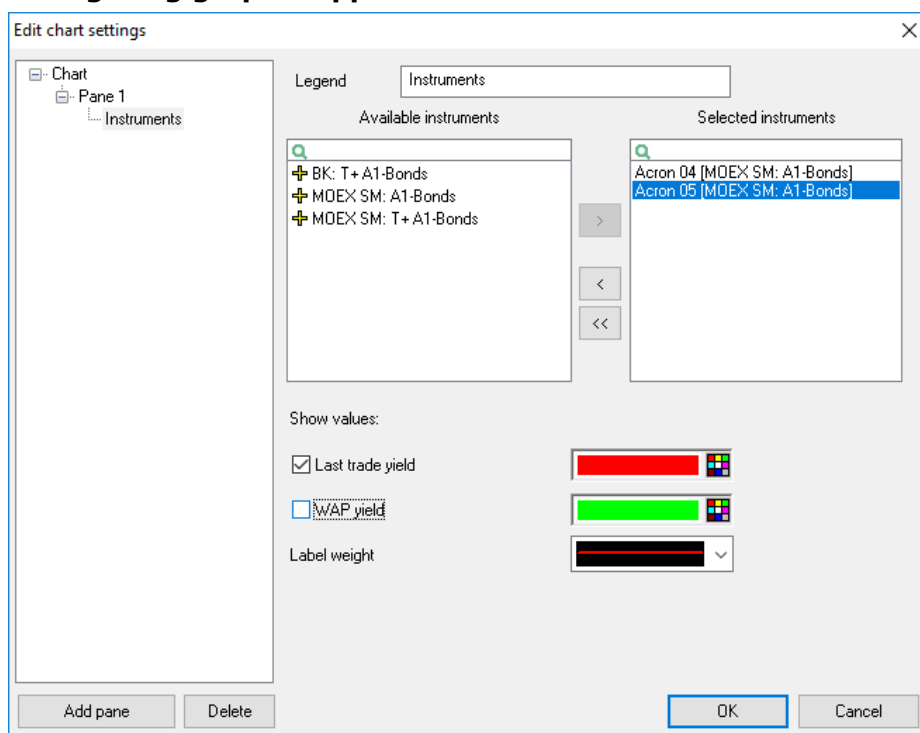 Edit chart settings
Chart
Pane 1
Instruments
Legend
Instruments
Available instruments
Selected instruments
BK: T+ A1-Bonds
MOEX SM: A1-Bonds
MOEX SM: T+ A1-Bonds
>
<
<<
Acron 04 [MOEX SM: A1-Bonds]
Acron 05 [MOEX SM: A1-Bonds]
Show values:
Last trade yield
WAP yield
Label weight
Add pane
Delete
OK
Cancel